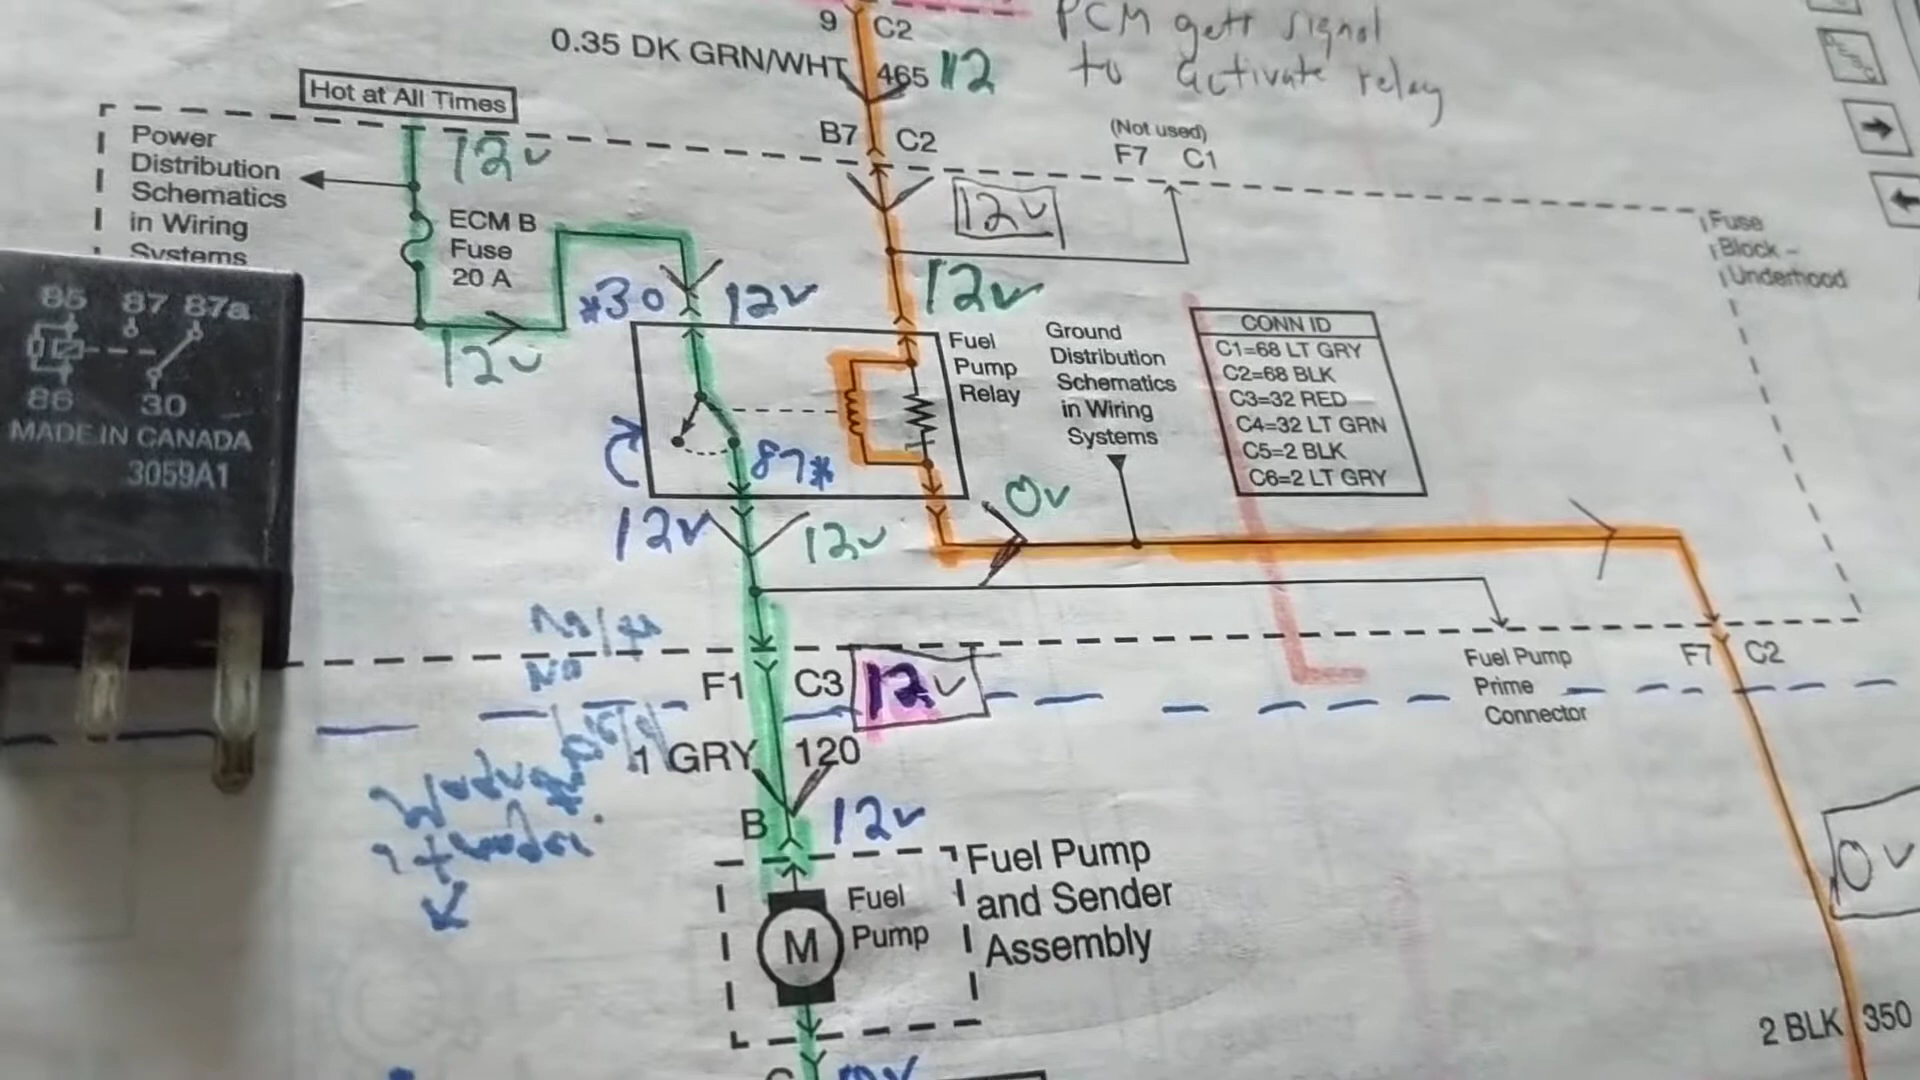 9 C2
PCM gett signal
to activate relay
0.35 DK GRN/WHT 465 12
Hot at All Times
B7 C2
(Not used)
F7 C1
Power
Distribution
Schematics
in Wiring
Systems
12v
ECM B
Fuse
20 A
12v
12v
Fuse
Block –
Underhood
*30 12v
12v
85 87 87a
86 30
MADE IN CANADA
3059A1
Fuel
Pump
Relay
Ground
Distribution
Schematics
in Wiring
Systems
CONN ID
C1=68 LT GRY
C2=68 BLK
C3=32 RED
C4=32 LT GRN
C5=2 BLK
C6=2 LT GRY
87*
0v
12v 12v
NO
F1 C3 12v
Fuel Pump
Prime
Connector
F7 C2
1 GRY 120
B 12v
Fuel
Pump
M
Fuel Pump
and Sender
Assembly
0v
2 BLK 350